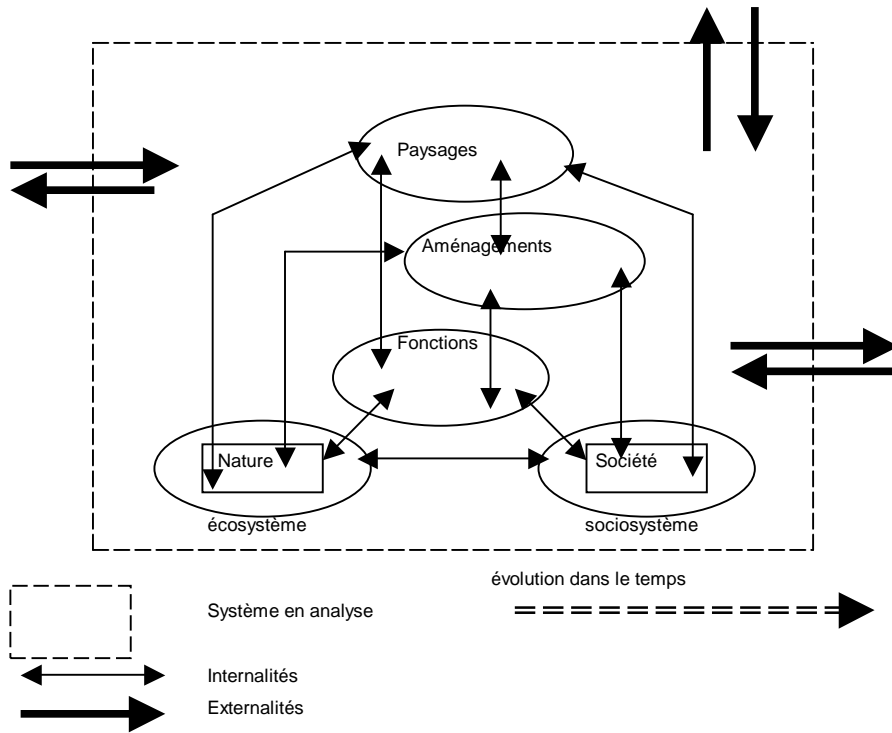 Paysages
Aménagements
Fonctions
Nature
Société
écosystème
sociosystème
évolution dans le temps
Système en analyse
Internalités
Externalités